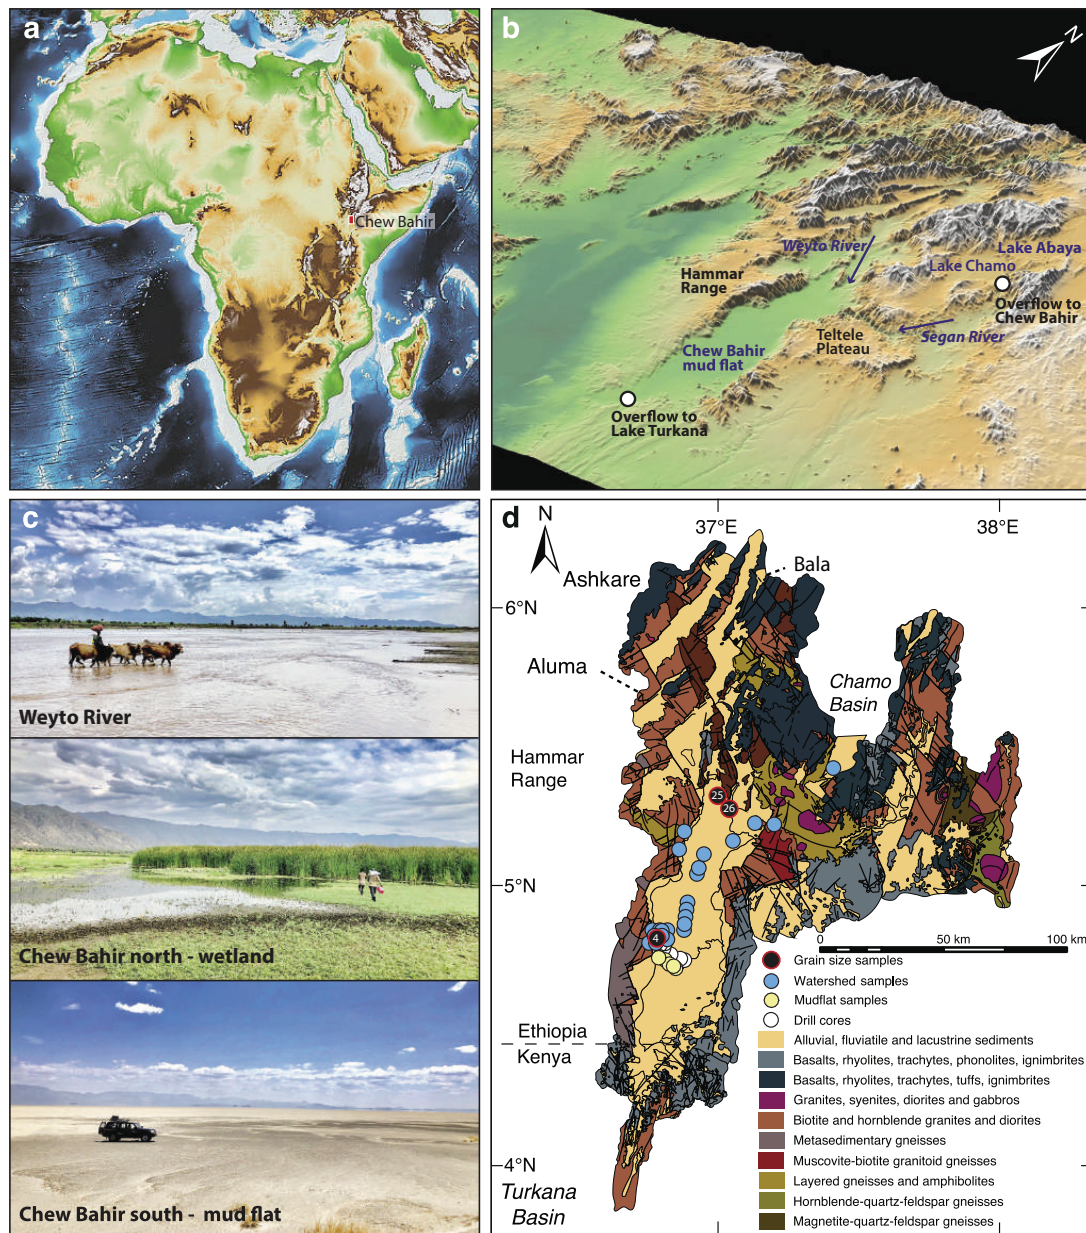 a
Chew Bahir
b
N
Weyto River
Lake Abaya
Lake Chamo
Hammar
Range
Overflow to
Chew Bahir
Teltele
Plateau
Segan River
Chew Bahir
mud flat
Overflow to
Lake Turkana
c
Weyto River
Chew Bahir north - wetland
Chew Bahir south - mud flat
d
N
37°E
38°E
Ashkare
Bala
6°N
Aluma
Chamo
Basin
Hammar
Range
25
26
5°N
4
0
50 km
100 km
Grain size samples
Watershed samples
Mudflat samples
Drill cores
Ethiopia
Kenya
Alluvial, fluviatile and lacustrine sediments
Basalts, rhyolites, trachytes, phonolites, ignimbrites
Basalts, rhyolites, trachytes, tuffs, ignimbrites
Granites, syenites, diorites and gabbros
Biotite and hornblende granites and diorites
Metasedimentary gneisses
Muscovite-biotite granitoid gneisses
Layered gneisses and amphibolites
Hornblende-quartz-feldspar gneisses
Magnetite-quartz-feldspar gneisses
4°N
Turkana
Basin